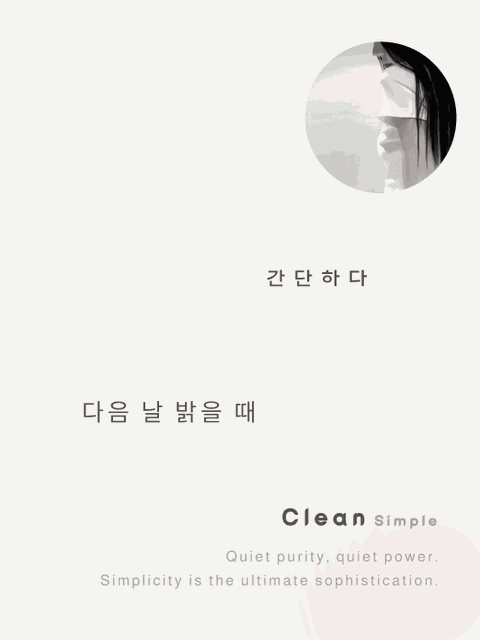 간단하다
다음 날 밝을 때
Clean Simple
Quiet purity, quiet power.
Simplicity is the ultimate sophistication.